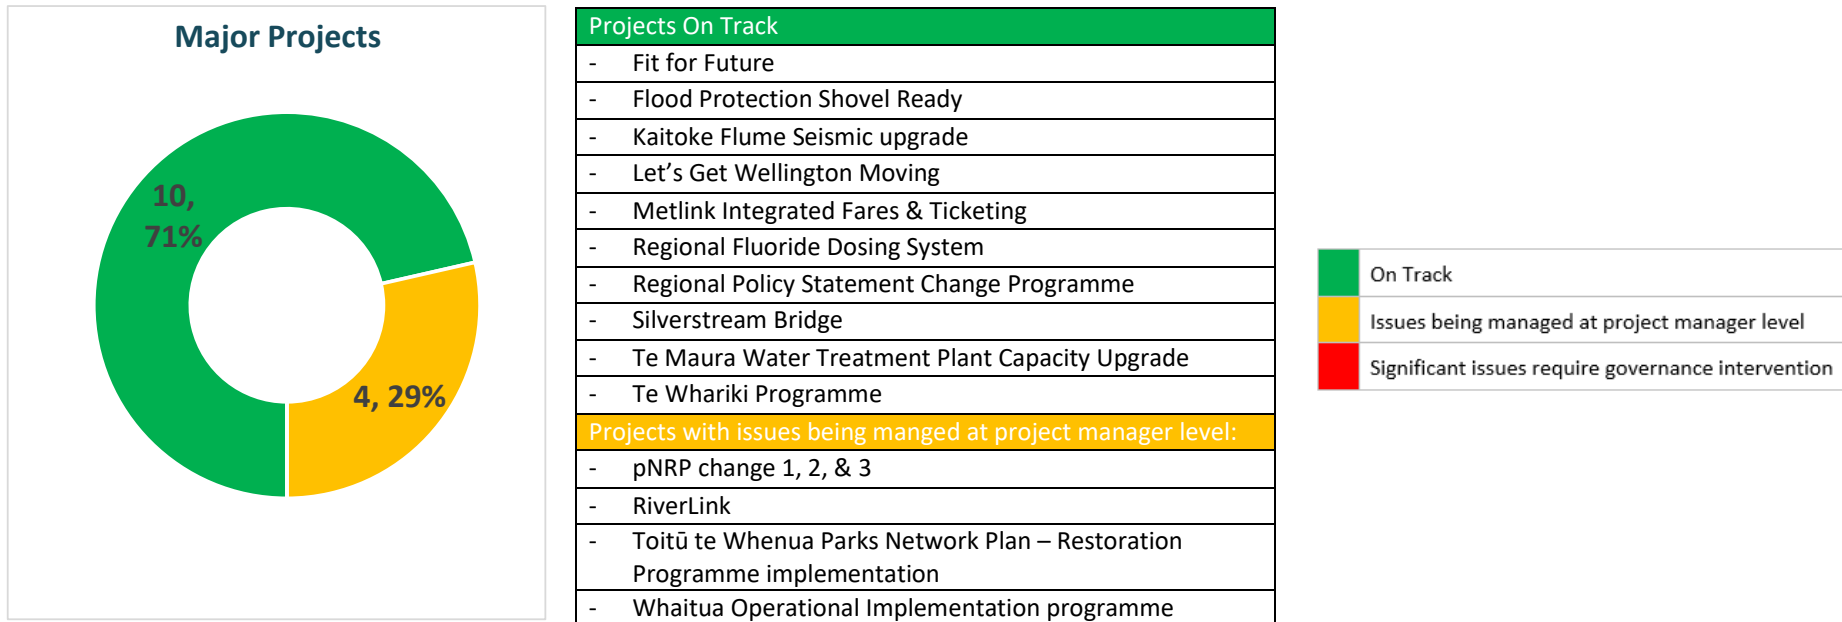 Major Projects
10,
71%
4, 29%
Projects On Track
- Fit for Future
- Flood Protection Shovel Ready
- Kaitoke Flume Seismic upgrade
- Let’s Get Wellington Moving
- Metlink Integrated Fares & Ticketing
- Regional Fluoride Dosing System
- Regional Policy Statement Change Programme
- Silverstream Bridge
- Te Maura Water Treatment Plant Capacity Upgrade
- Te Whariki Programme
Projects with issues being manged at project manager level:
- pNRP change 1, 2, & 3
- RiverLink
- Toitū te Whenua Parks Network Plan – Restoration
Programme implementation
- Whaitua Operational Implementation programme
On Track
Issues being managed at project manager level
Significant issues require governance intervention